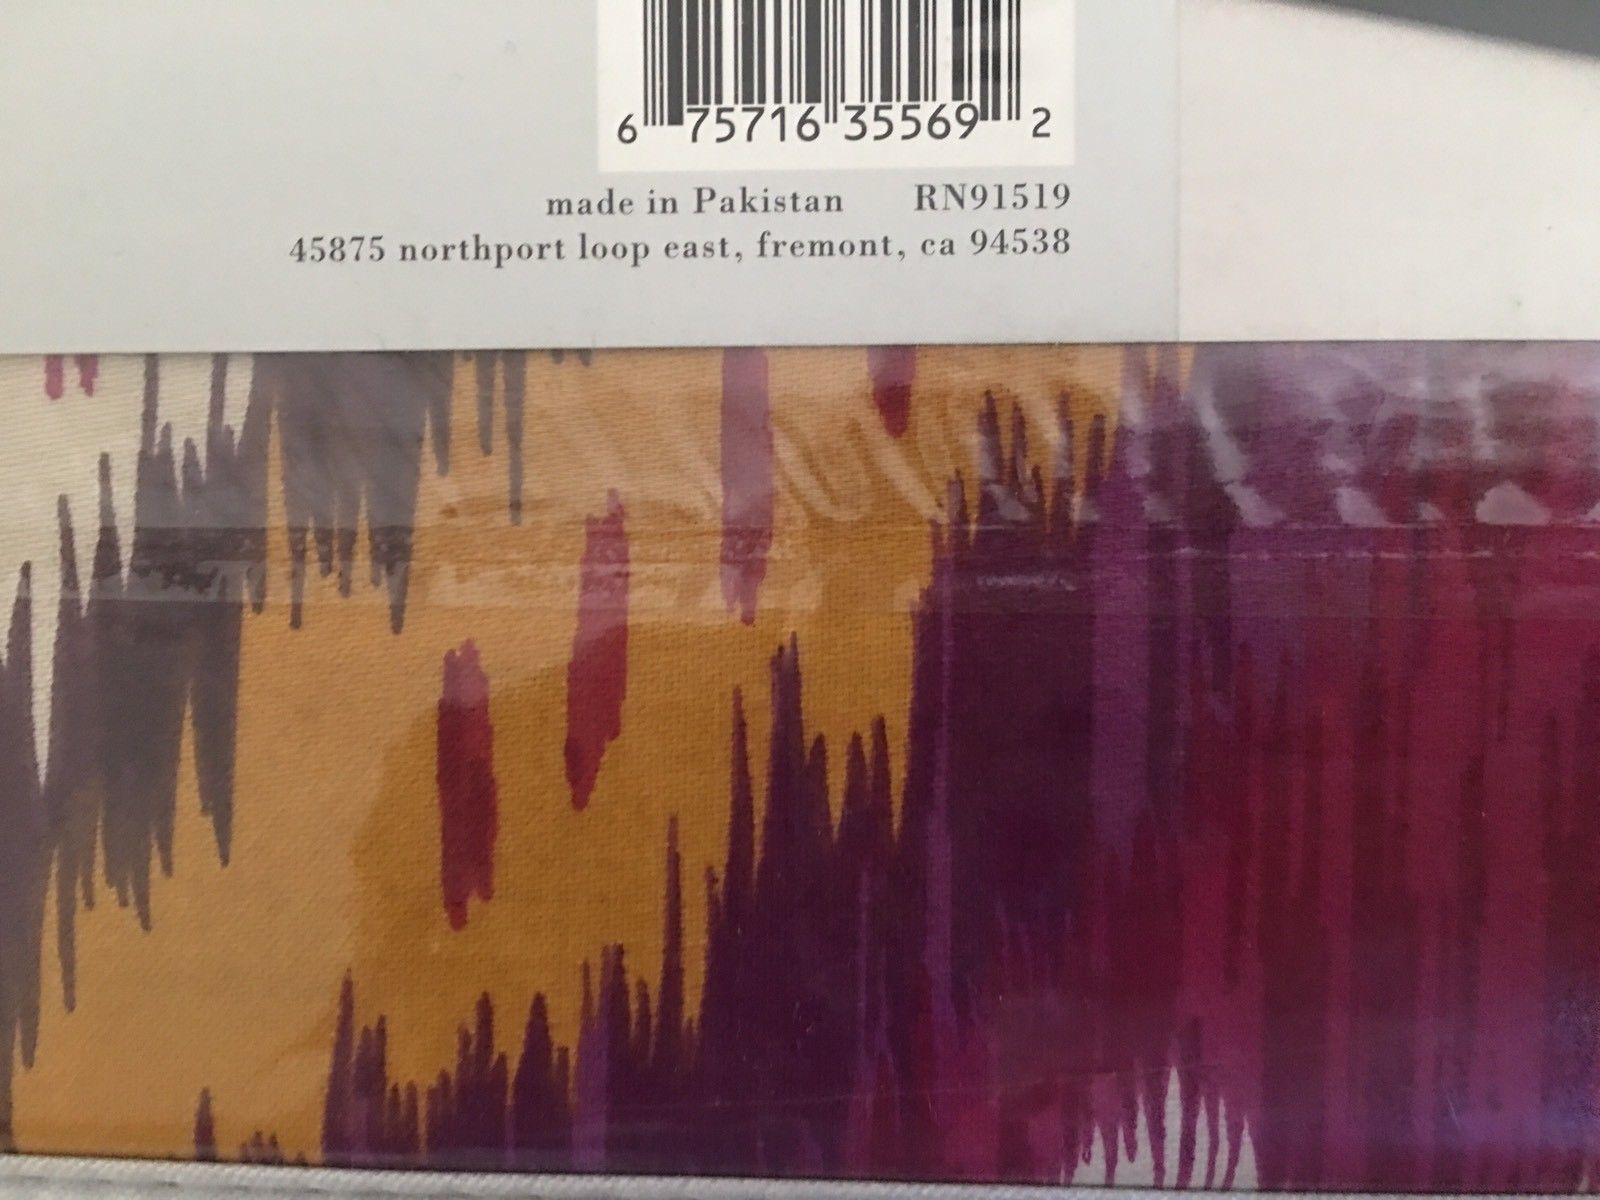 6 75716 35569 2
made in Pakistan RN91519
45875 northport loop east, fremont, ca 94538